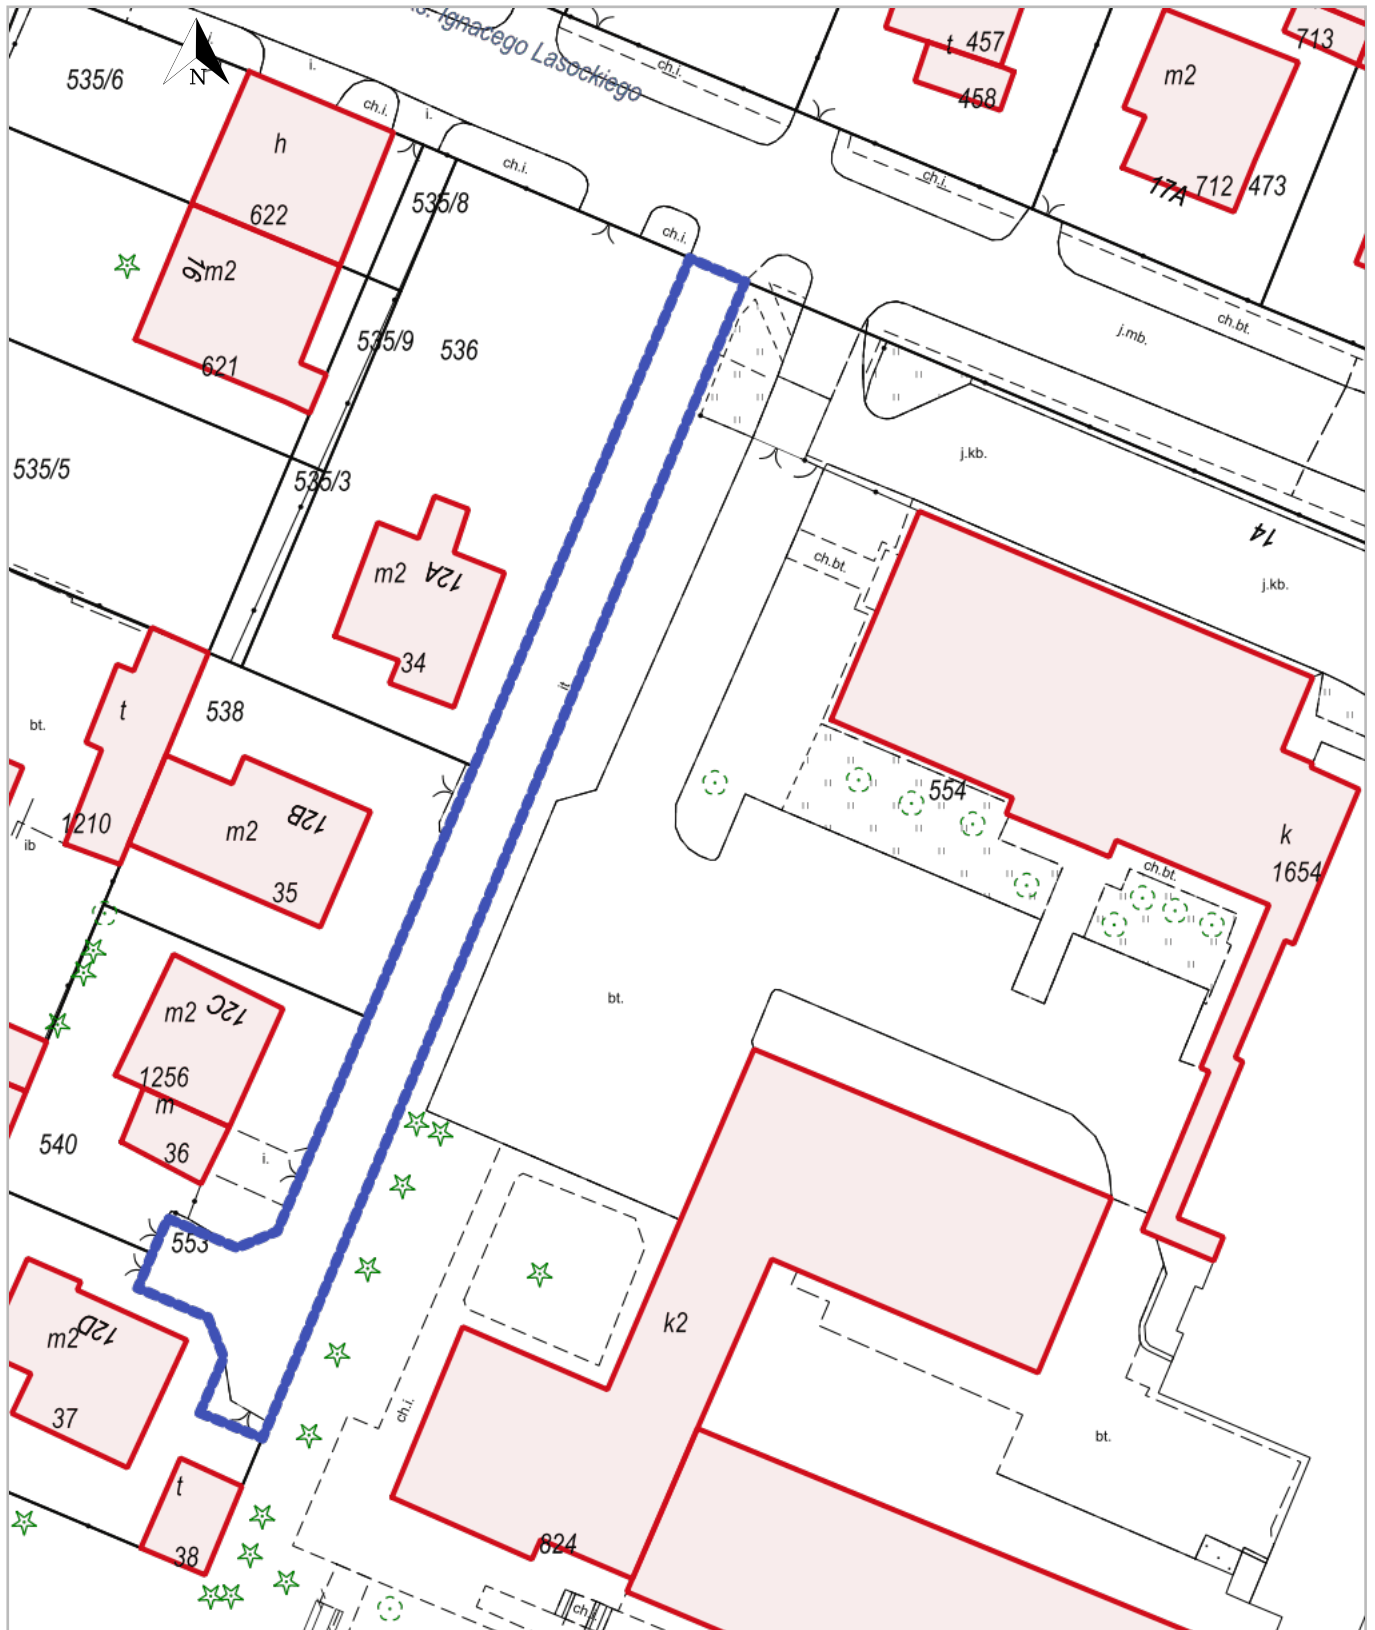 s. Ignacego Lasockiego
713
t 457
ch.i.
i.
i.
N
m2
535/6
458
ch.i.
i.
h
ch.i.
ch.i.
17A 712 473
535/8
622
ch.i.
16
m2
ch.bt.
j.mb.
535/9
536
621
j.kb.
535/5
535/3
14
ch.bt.
m2
12A
j.kb.
34
it
t
538
bt.
554
12B
1210
m2
k
ib
1654
ch.bt.
35
bt.
m2
12C
1256
m
540
36
i.
553
k2
12D
m2
ch.i.
37
bt.
t
824
38
ch.i.